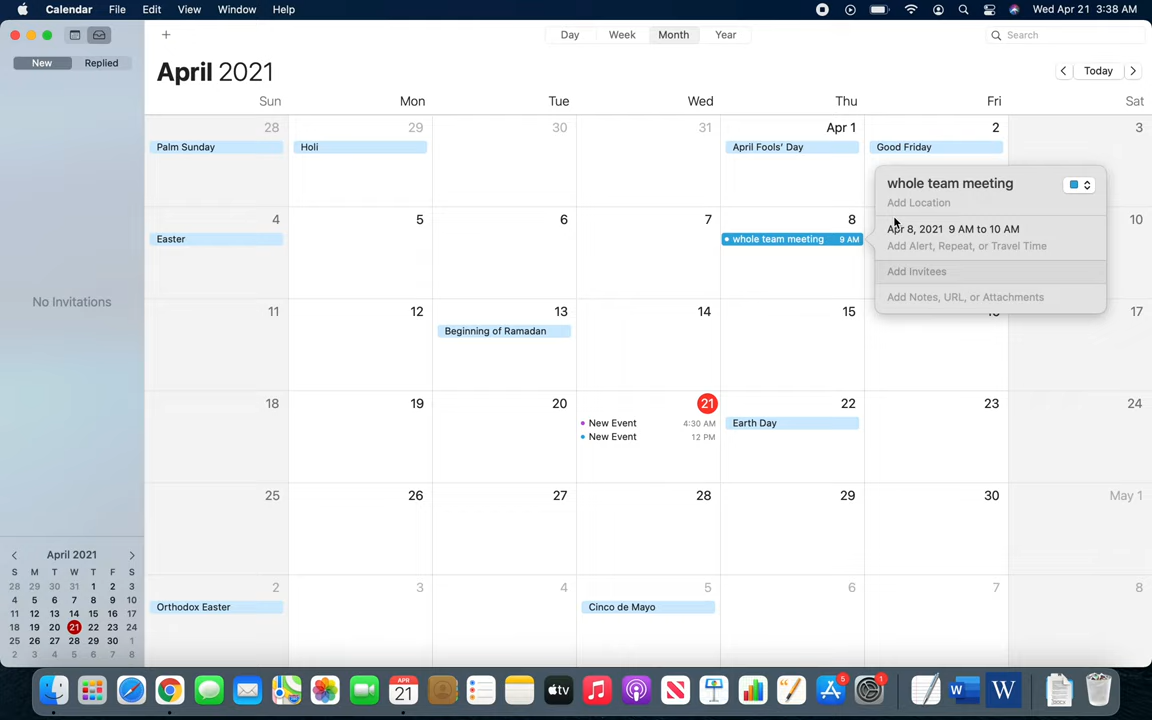 Calendar File Edit View Window Help Wed Apr 21 3:38 AM
Day Week Month Year Search
New Replied
April 2021 Today
Sun Mon Tue Wed Thu Fri Sat
28 29 30 31 Apr 1 2 3
Palm Sunday Holi April Fools' Day Good Friday
whole team meeting
Add Location
Apr 8, 2021 9 AM to 10 AM
Add Alert, Repeat, or Travel Time
Add Invitees
Add Notes, URL, or Attachments
4 5 6 7 8 10
Easter whole team meeting 9 AM
No Invitations
11 12 13 14 15 17
Beginning of Ramadan
18 19 20 21 22 23 24
New Event 4:30 AM Earth Day
New Event 12 PM
25 26 27 28 29 30 May 1
2 3 4 5 6 7 8
Orthodox Easter Cinco de Mayo
April 2021
S M T W T F S
28 29 30 31 1 2 3
4 5 6 7 8 9 10
11 12 13 14 15 16 17
18 19 20 21 22 23 24
25 26 27 28 29 30 1
2 3 4 5 6 7 8
APR
21
tv
5
1
W
W